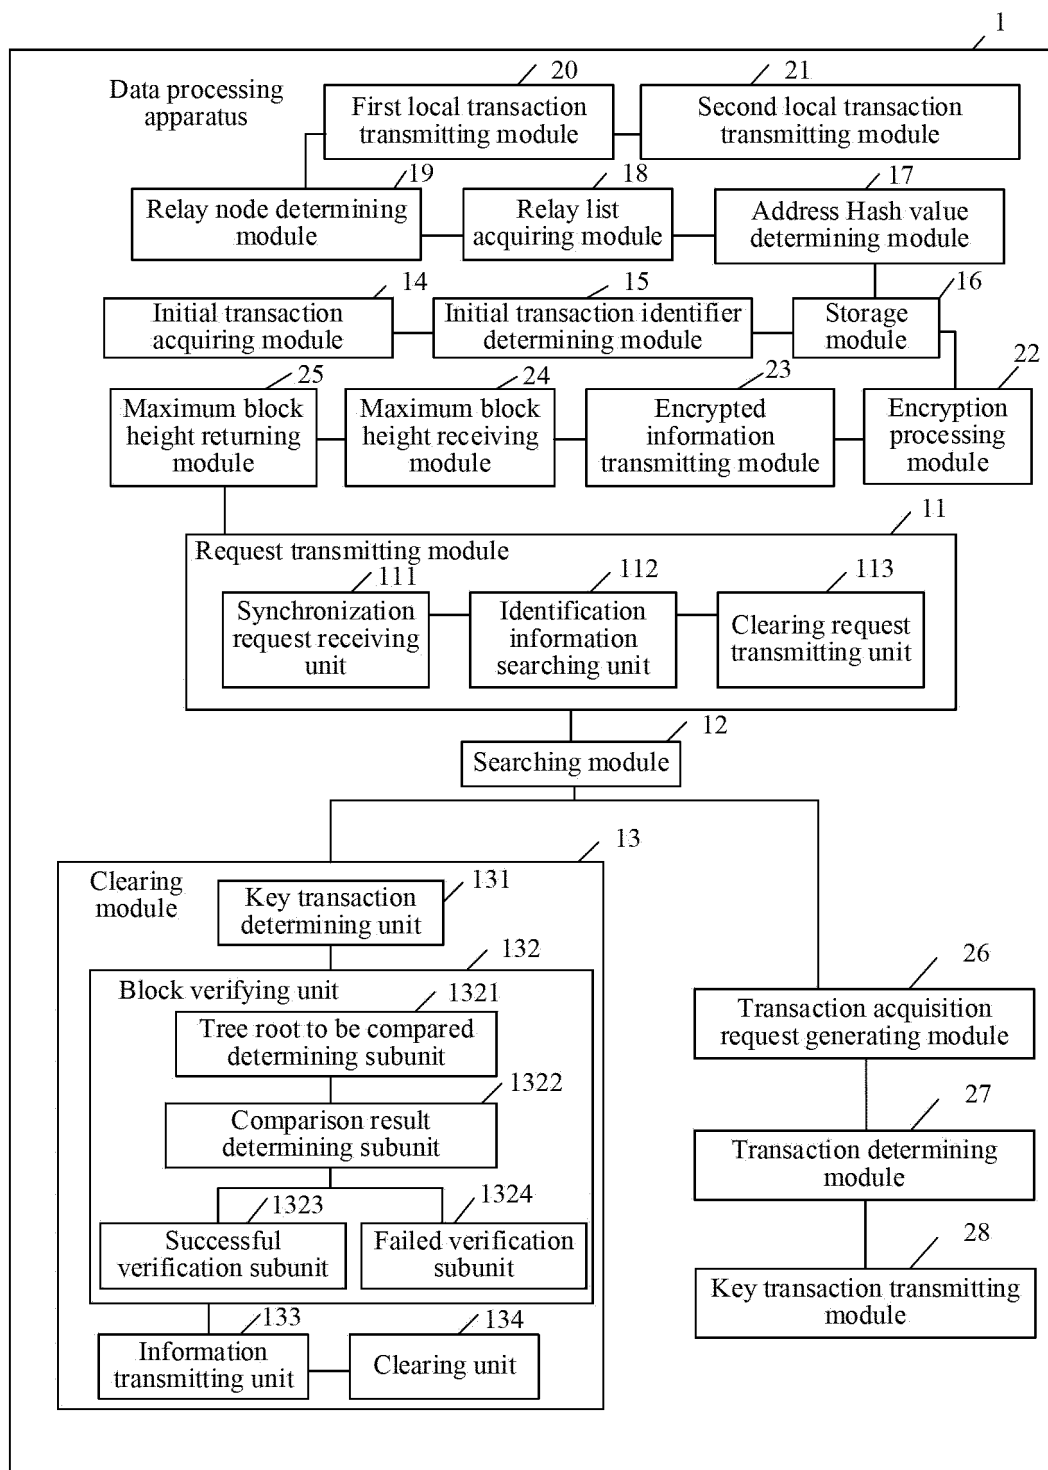 1
Data processing
apparatus
20
First local transaction
transmitting module
21
Second local transaction
transmitting module
19
Relay node determining
module
18
Relay list
acquiring module
17
Address Hash value
determining module
14
Initial transaction
acquiring module
15
Initial transaction identifier
determining module
16
Storage
module
25
Maximum block
height returning
module
24
Maximum block
height receiving
module
23
Encrypted
information
transmitting module
22
Encryption
processing
module
11
Request transmitting module
111
Synchronization
request receiving
unit
112
Identification
information
searching unit
113
Clearing request
transmitting unit
12
Searching module
13
Clearing
module
131
Key transaction
determining unit
132
Block verifying unit
1321
Tree root to be compared
determining subunit
1322
Comparison result
determining subunit
1323
Successful
verification subunit
1324
Failed verification
subunit
133
Information
transmitting unit
134
Clearing unit
26
Transaction acquisition
request generating module
27
Transaction determining
module
28
Key transaction transmitting
module